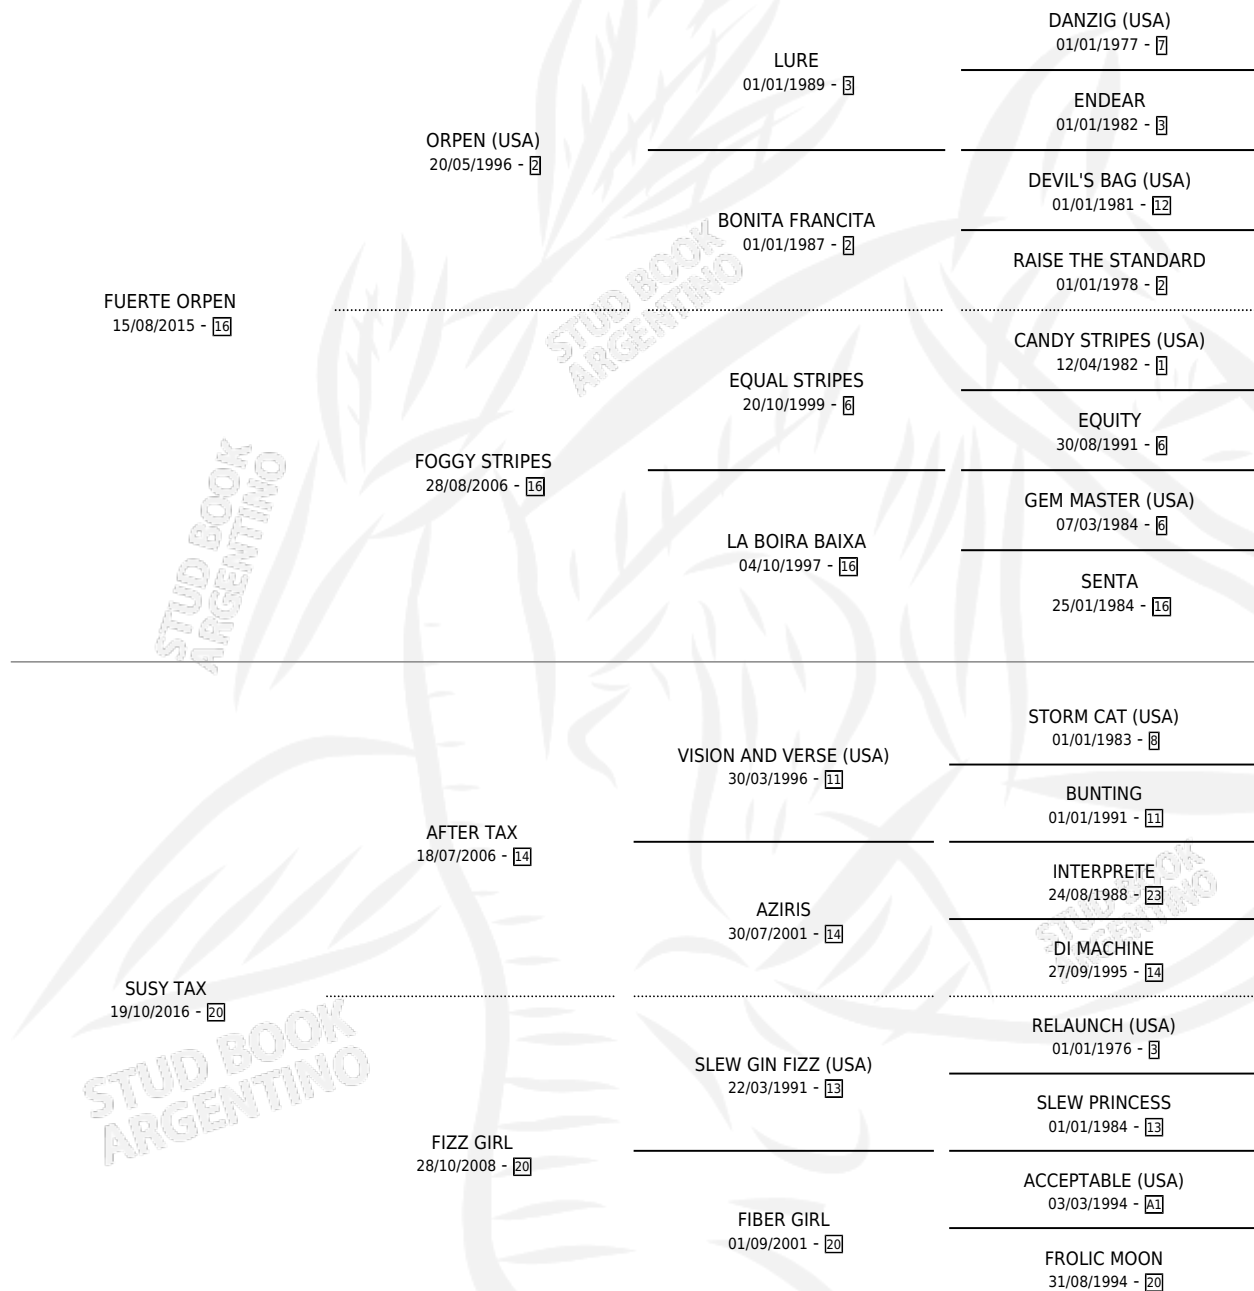 DANZIG (USA)
01/01/1977 - 7
LURE
01/01/1989 - 3
ENDEAR
01/01/1982 - 3
ORPEN (USA)
20/05/1996 - 2
DEVIL'S BAG (USA)
01/01/1981 - 12
BONITA FRANCITA
01/01/1987 - 2
RAISE THE STANDARD
01/01/1978 - 2
FUERTE ORPEN
15/08/2015 - 16
CANDY STRIPES (USA)
12/04/1982 - 1
EQUAL STRIPES
20/10/1999 - 6
EQUITY
30/08/1991 - 6
FOGGY STRIPES
28/08/2006 - 16
GEM MASTER (USA)
07/03/1984 - 6
LA BOIRA BAIXA
04/10/1997 - 16
SENTA
25/01/1984 - 16
STORM CAT (USA)
01/01/1983 - 8
VISION AND VERSE (USA)
30/03/1996 - 11
BUNTING
01/01/1991 - 11
AFTER TAX
18/07/2006 - 14
INTERPRETE
24/08/1988 - 23
AZIRIS
30/07/2001 - 14
DI MACHINE
27/09/1995 - 14
SUSY TAX
19/10/2016 - 20
RELAUNCH (USA)
01/01/1976 - 3
SLEW GIN FIZZ (USA)
22/03/1991 - 13
SLEW PRINCESS
01/01/1984 - 13
FIZZ GIRL
28/10/2008 - 20
ACCEPTABLE (USA)
03/03/1994 - A1
FIBER GIRL
01/09/2001 - 20
FROLIC MOON
31/08/1994 - 20
STUD BOOK
ARGENTINO
STUD BOOK
ARGENTINO
STUD BOOK
ARGENTINO
STUD BOOK
ARGENTINO